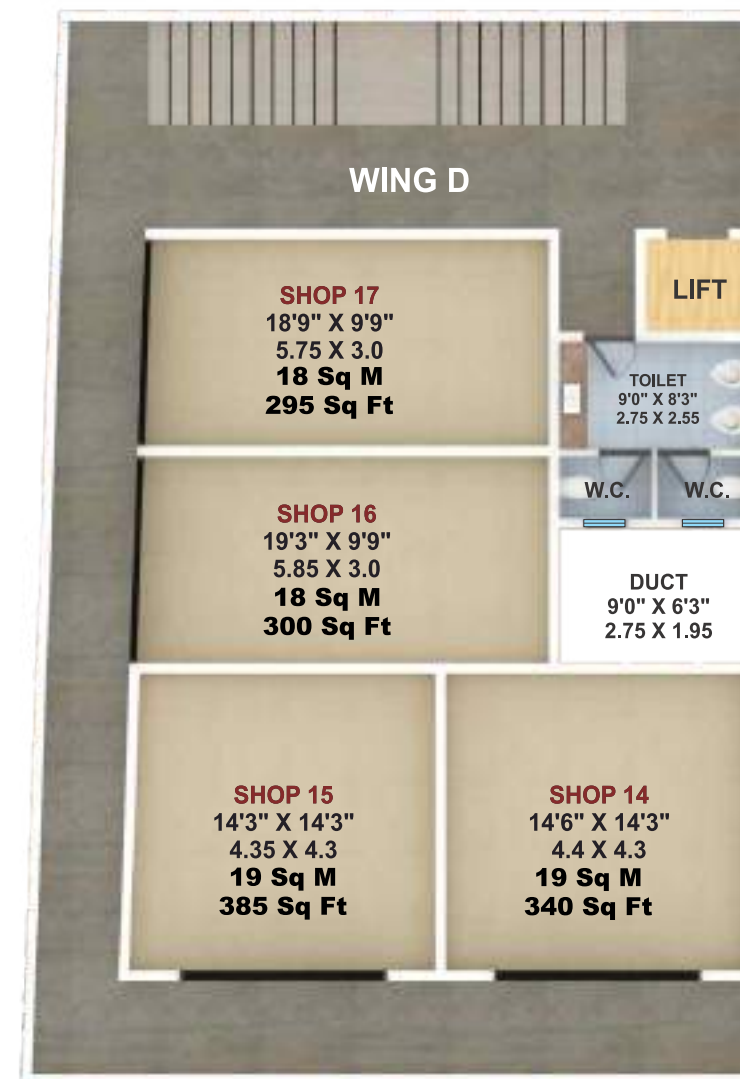 WING D
SHOP 17
18'9" X 9'9"
5.75 X 3.0
18 Sq M
295 Sq Ft
LIFT
TOILET
9'0" X 8'3"
2.75 X 2.55
W.C.
W.C.
SHOP 16
19'3" X 9'9"
5.85 X 3.0
18 Sq M
300 Sq Ft
DUCT
9'0" X 6'3"
2.75 X 1.95
SHOP 15
14'3" X 14'3"
4.35 X 4.3
19 Sq M
385 Sq Ft
SHOP 14
14'6" X 14'3"
4.4 X 4.3
19 Sq M
340 Sq Ft